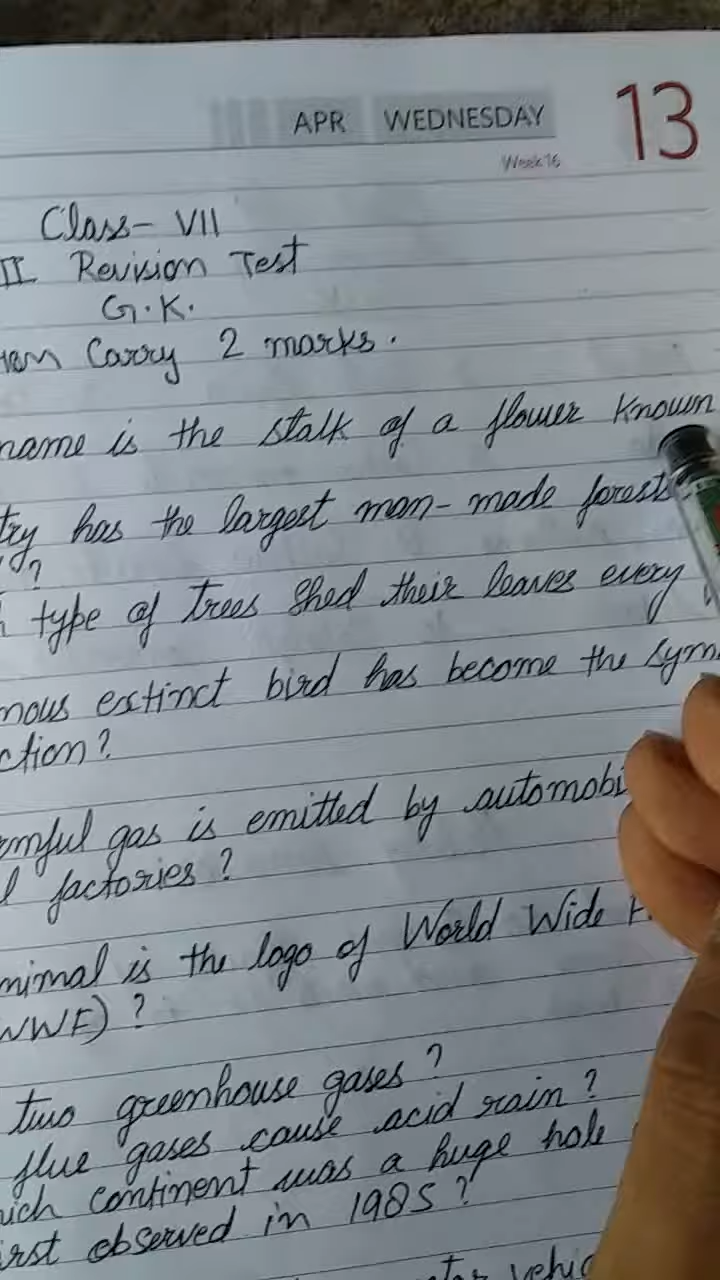 APR WEDNESDAY 13
Week 16
Class- VII
II Revision Test
G.K.
Carry 2 marks.
name is the stalk of a flower known
try has the largest man-made forest
?
type of trees shed their leaves every
mous extinct bird has become the sym
ction?
rmful gas is emitted by automobi
l factories?
nimal is the logo of World Wide F
WWF)?
two greenhouse gases?
flue gases cause acid rain?
ich continent was a huge hole
irst observed in 1985?